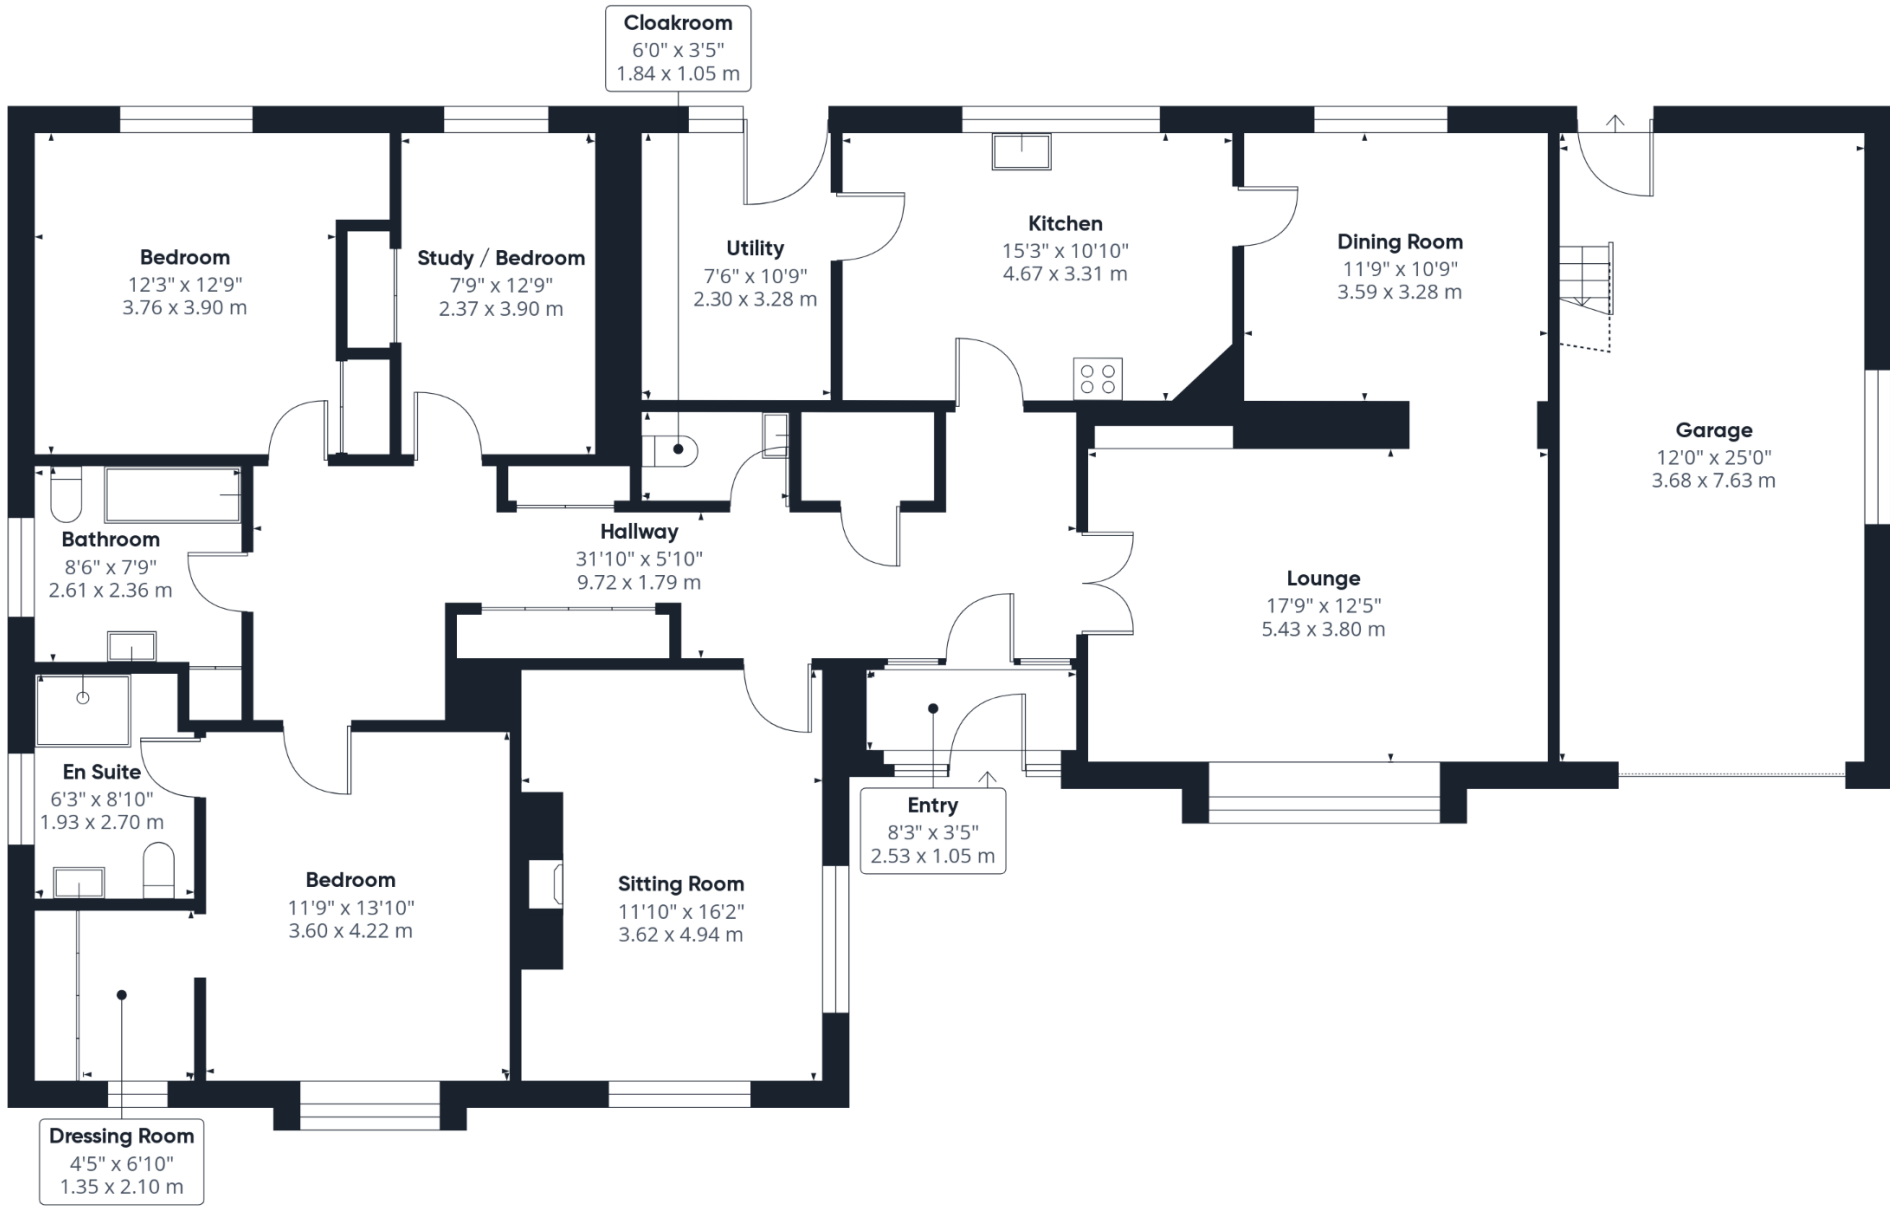 Cloakroom
6'0" x 3'5"
1.84 x 1.05 m
Bedroom
12'3" x 12'9"
3.76 x 3.90 m
Study / Bedroom
7'9" x 12'9"
2.37 x 3.90 m
Utility
7'6" x 10'9"
2.30 x 3.28 m
Kitchen
15'3" x 10'10"
4.67 x 3.31 m
Dining Room
11'9" x 10'9"
3.59 x 3.28 m
Garage
12'0" x 25'0"
3.68 x 7.63 m
Bathroom
8'6" x 7'9"
2.61 x 2.36 m
Hallway
31'10" x 5'10"
9.72 x 1.79 m
Lounge
17'9" x 12'5"
5.43 x 3.80 m
En Suite
6'3" x 8'10"
1.93 x 2.70 m
Entry
8'3" x 3'5"
2.53 x 1.05 m
Bedroom
11'9" x 13'10"
3.60 x 4.22 m
Sitting Room
11'10" x 16'2"
3.62 x 4.94 m
Dressing Room
4'5" x 6'10"
1.35 x 2.10 m